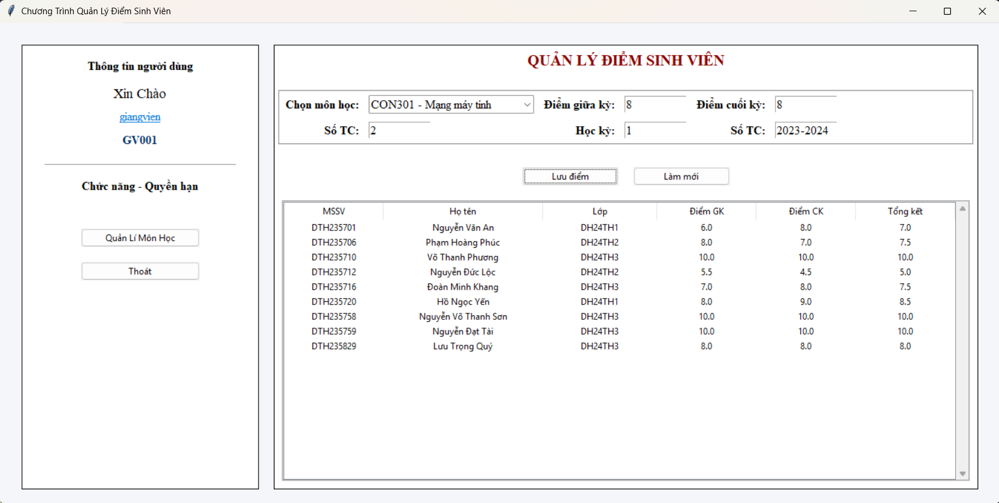 Chương Trình Quản Lý Điểm Sinh Viên
Thông tin người dùng
Xin Chào
giangvien
GV001
Chức năng - Quyền hạn
Quản Lí Môn Học
Thoát
QUẢN LÝ ĐIỂM SINH VIÊN
Chọn môn học: CON301 - Mạng máy tính Điểm giữa kỳ: 8 Điểm cuối kỳ: 8
Số TC: 2 Học kỳ: 1 Số TC: 2023-2024
Lưu điểm Làm mới
MSSV Họ tên Lớp Điểm GK Điểm CK Tổng kết
DTH235701 Nguyễn Văn An DH24TH1 6.0 8.0 7.0
DTH235706 Phạm Hoàng Phúc DH24TH2 8.0 7.0 7.5
DTH235710 Võ Thanh Phương DH24TH3 10.0 10.0 10.0
DTH235712 Nguyễn Đức Lộc DH24TH2 5.5 4.5 5.0
DTH235716 Đoàn Minh Khang DH24TH3 7.0 8.0 7.5
DTH235720 Hồ Ngọc Yến DH24TH1 8.0 9.0 8.5
DTH235758 Nguyễn Võ Thanh Sơn DH24TH3 10.0 10.0 10.0
DTH235759 Nguyễn Đạt Tài DH24TH3 10.0 10.0 10.0
DTH235829 Lưu Trọng Quý DH24TH3 8.0 8.0 8.0